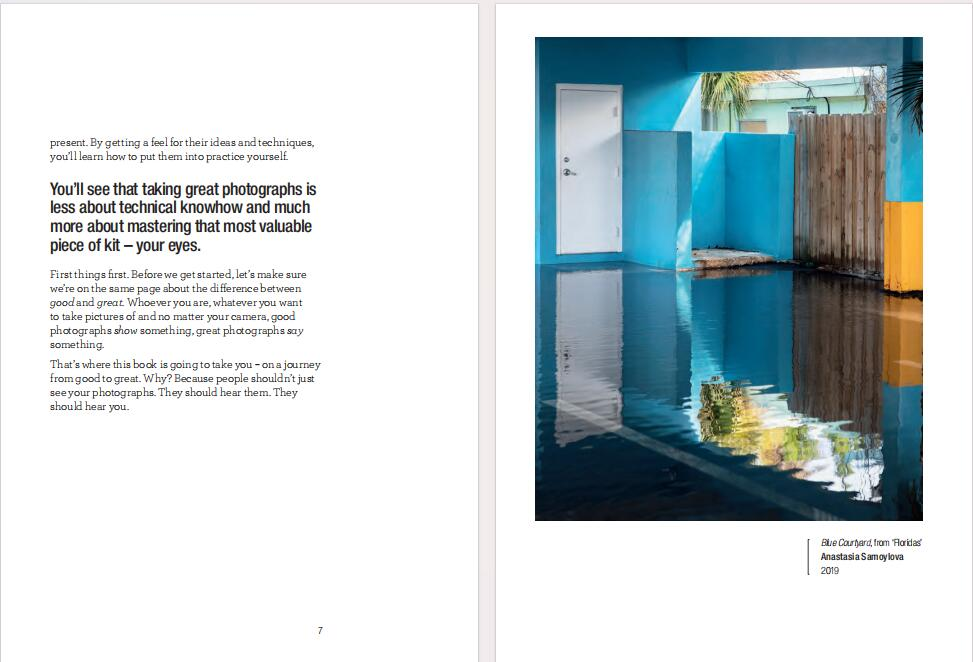 present. By getting a feel for their ideas and techniques,
you'll learn how to put them into practice yourself.
You'll see that taking great photographs is
less about technical knowhow and much
more about mastering that most valuable
piece of kit – your eyes.
First things first. Before we get started, let's make sure
we're on the same page about the difference between
good and great. Whoever you are, whatever you want
to take pictures of and no matter your camera, good
photographs show something, great photographs say
something.
That's where this book is going to take you – on a journey
from good to great. Why? Because people shouldn't just
see your photographs. They should hear them. They
should hear you.
7
Blue Courtyard, from 'Floridas'
Anastasia Samoylova
2019